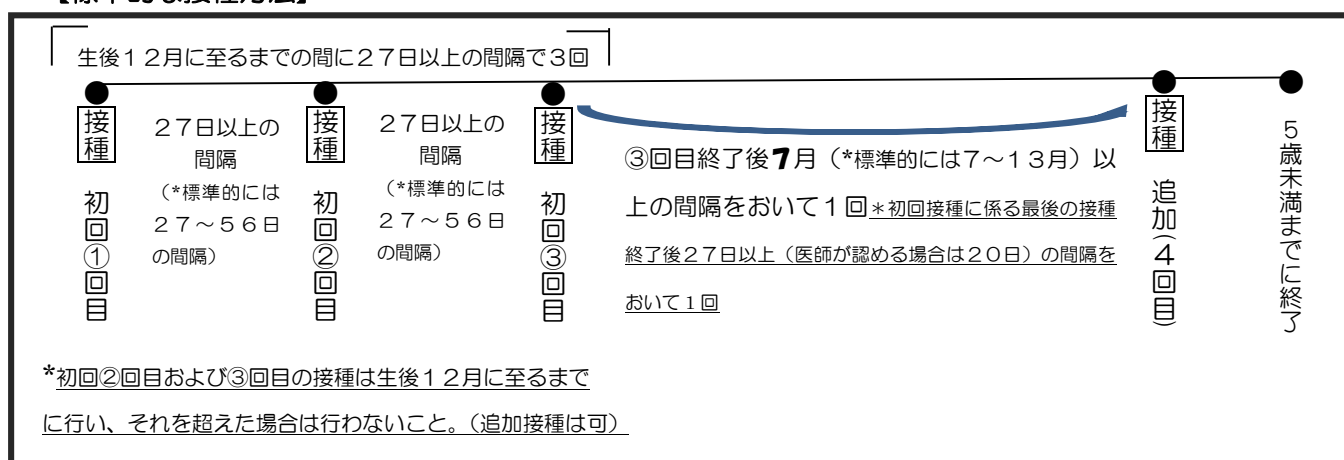 【標準的な接種方法】
生後１２月に至るまでの間に２７日以上の間隔で３回
接種
初回①回目
２７日以上の
間隔
（*標準的には
２７～５６日
の間隔）
接種
初回②回目
２７日以上の
間隔
（*標準的には
２７～５６日
の間隔）
接種
初回③回目
③回目終了後７月（*標準的には７～１３月）以
上の間隔をおいて１回＊初回接種に係る最後の接種
終了後２７日以上（医師が認める場合は２０日）の間隔を
おいて１回
接種
追加（４回目）
５歳未満までに終了
*初回②回目および③回目の接種は生後１２月に至るまで
に行い、それを超えた場合は行わないこと。（追加接種は可）